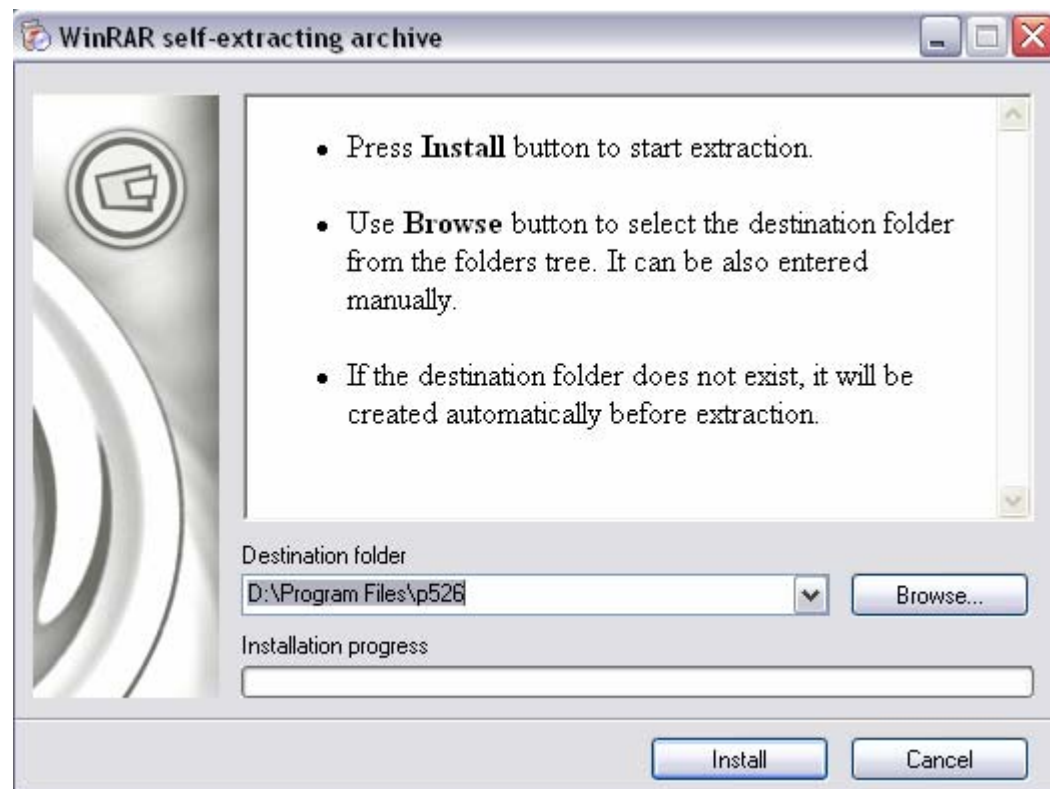 WinRAR self-extracting archive
• Press Install button to start extraction.
• Use Browse button to select the destination folder
from the folders tree. It can be also entered
manually.
• If the destination folder does not exist, it will be
created automatically before extraction.
Destination folder
D:\Program Files\p526
Browse...
Installation progress
Install
Cancel